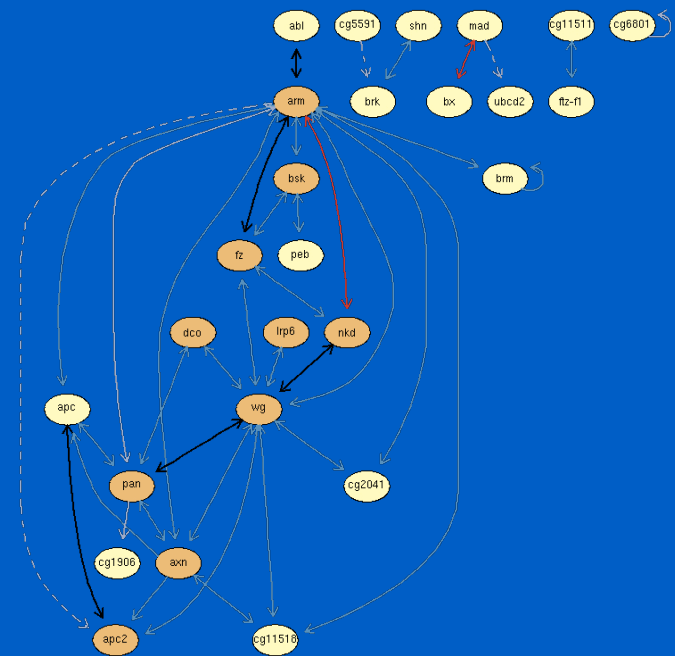 abl
cg5591
shn
mad
cg11511
cg6801
arm
brk
bx
ubcd2
ftz-f1
bsk
brm
fz
peb
dco
lrp6
nkd
apc
wg
pan
cg2041
cg1906
axn
apc2
cg11518